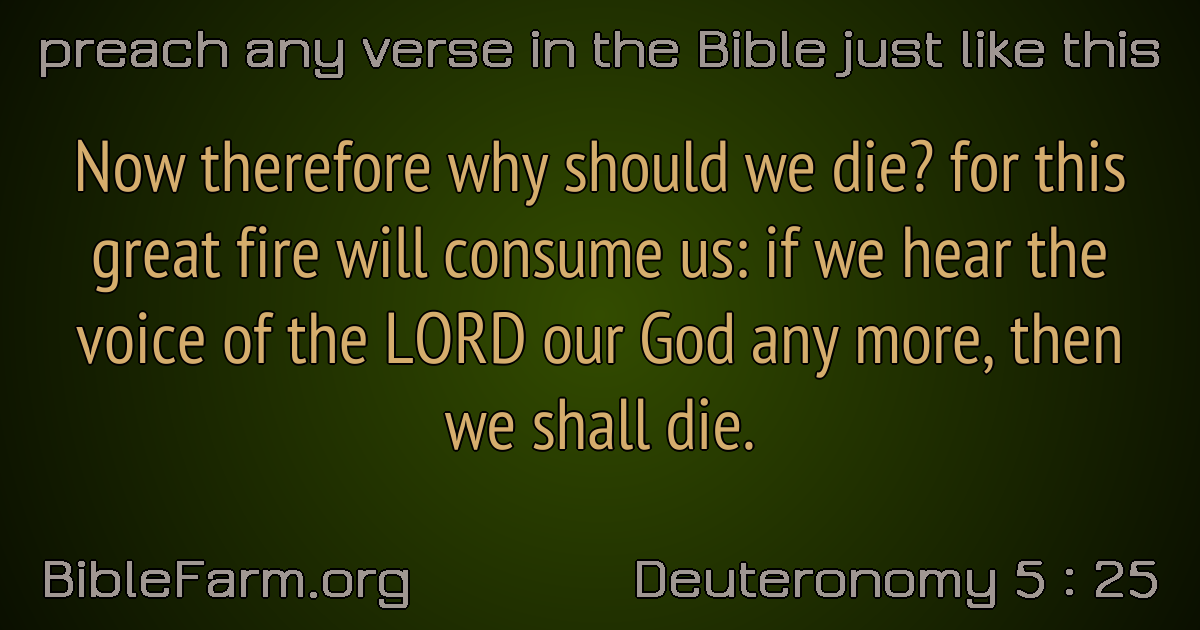 preach any verse in the Bible just like this
Now therefore why should we die? for this
great fire will consume us: if we hear the
voice of the LORD our God any more, then
we shall die.
BibleFarm.org
Deuteronomy 5 : 25